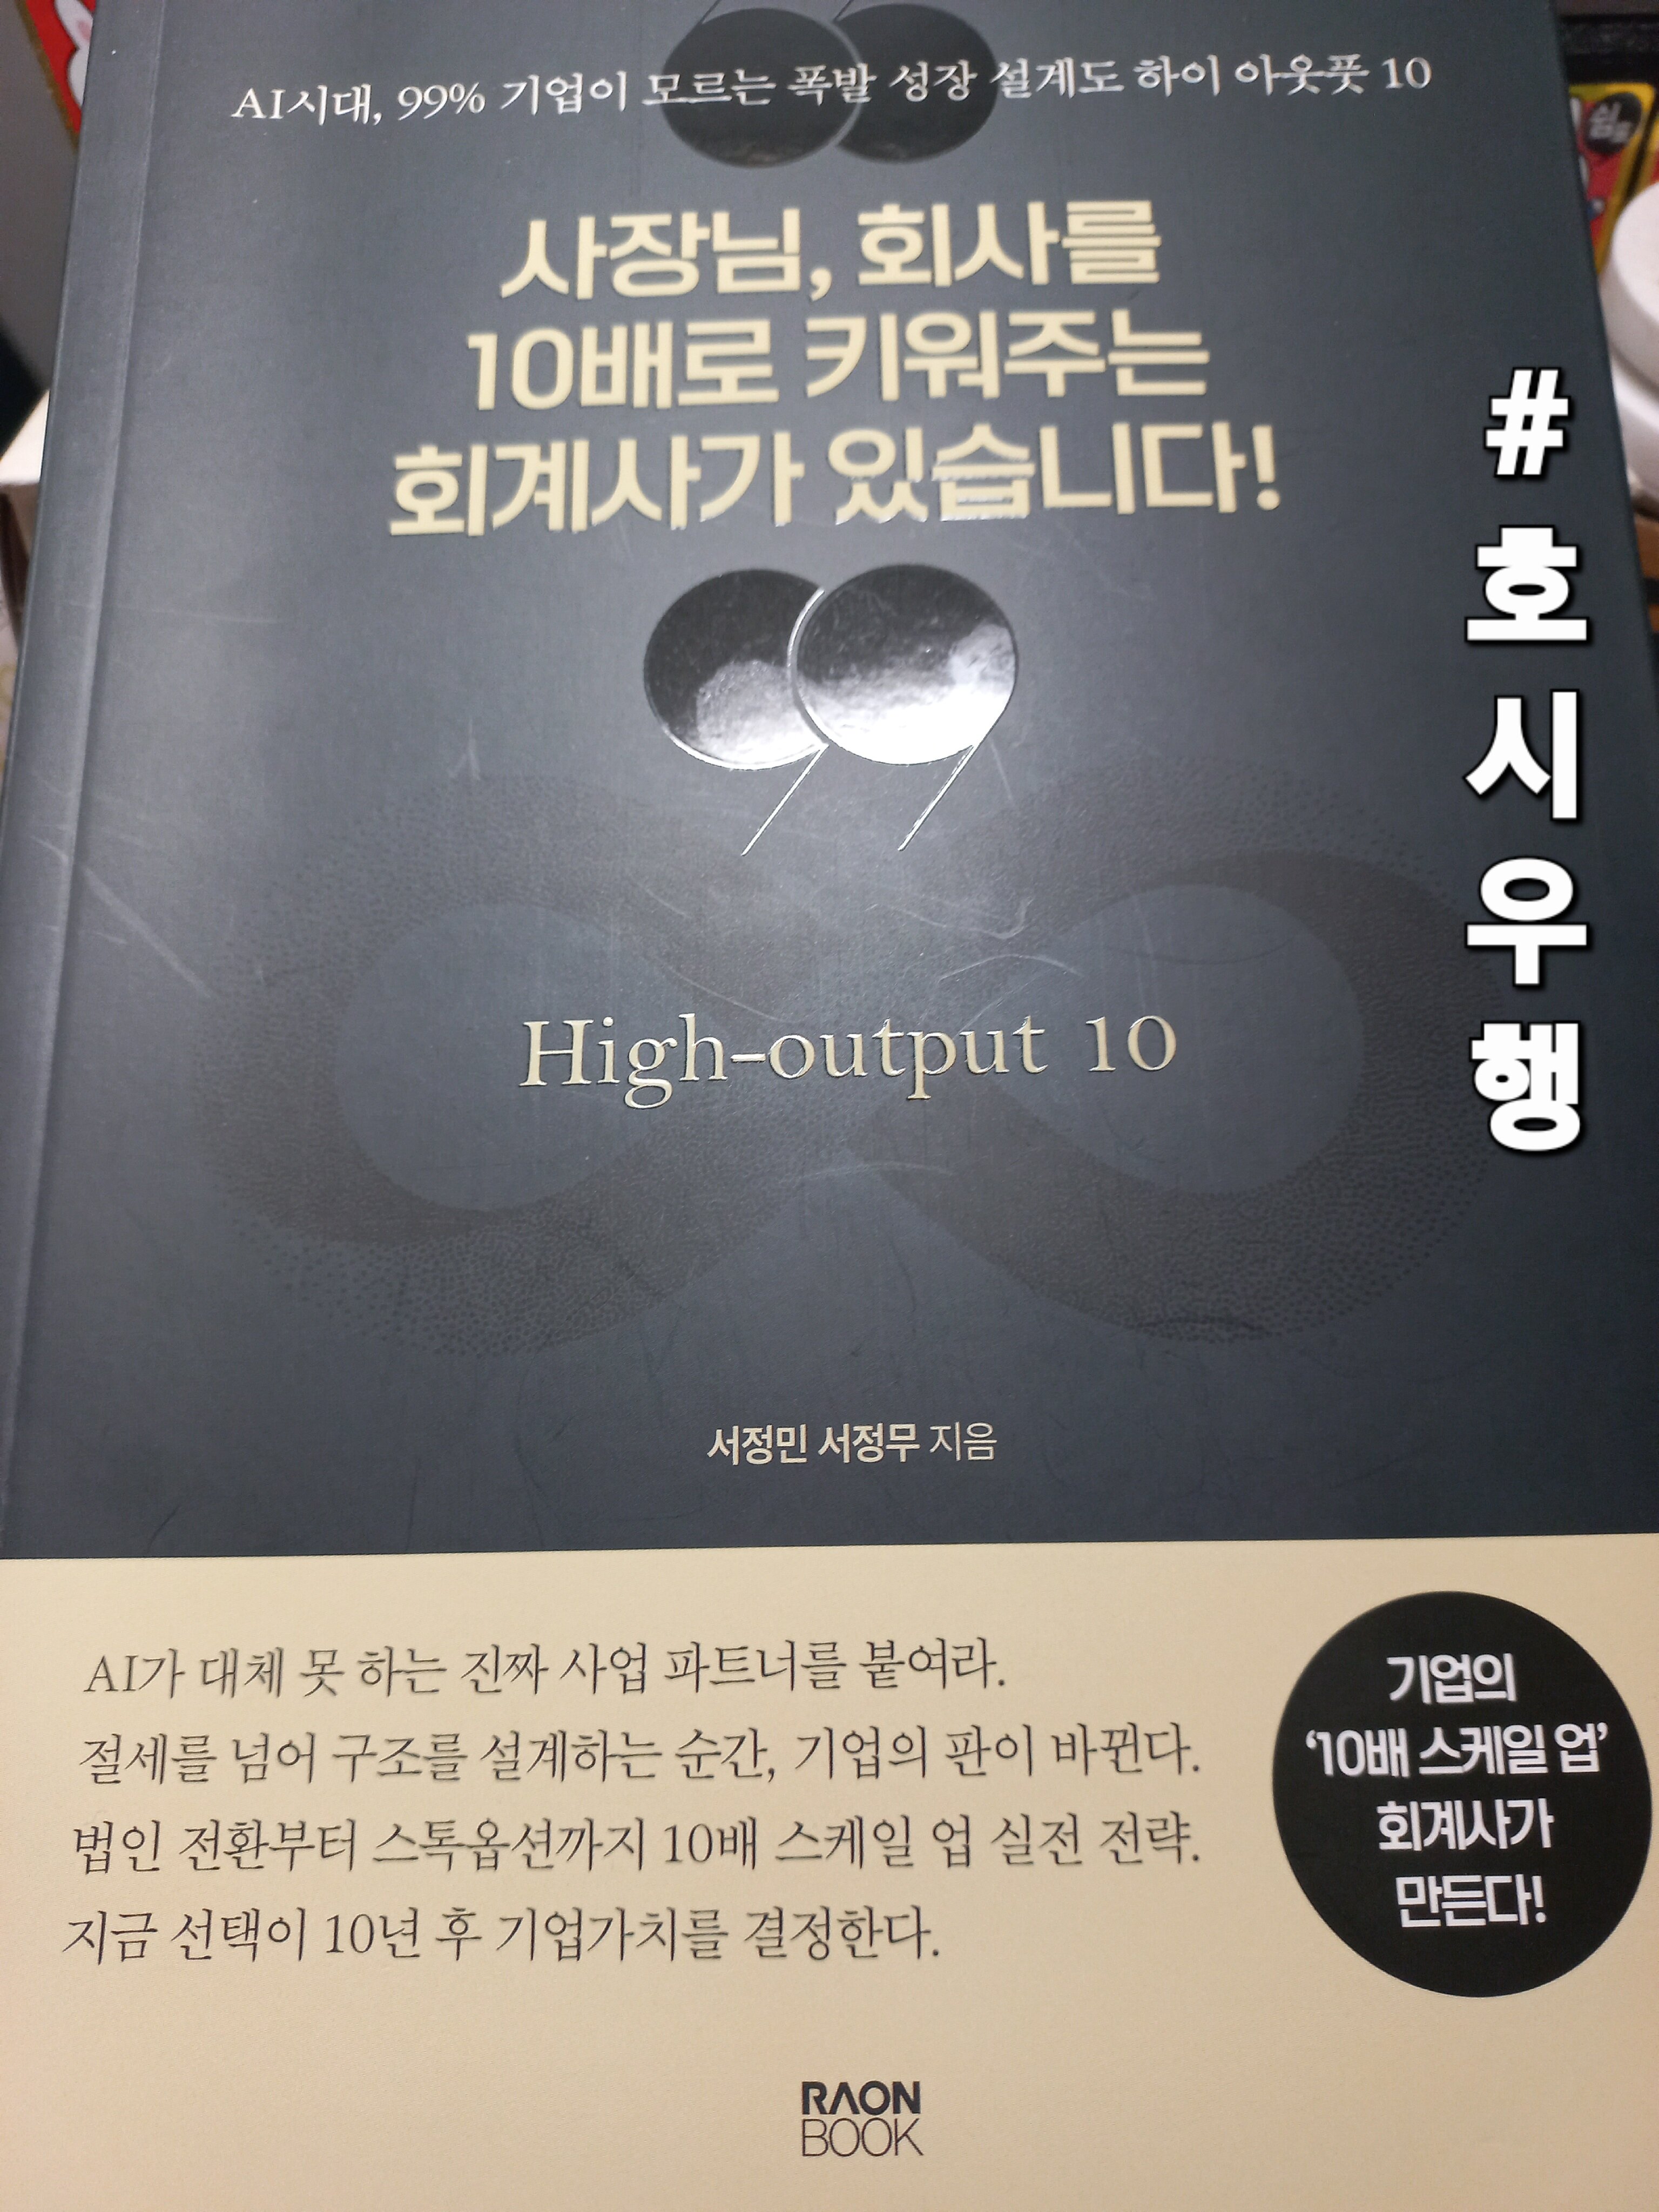 AI시대, 99% 기업이 모르는 폭발 성장 설계도 하이 아웃풋 10
사장님, 회사를
10배로 키워주는
회계사가 있습니다!
High-output 10
서정민 서정무 지음
AI가 대체 못 하는 진짜 사업 파트너를 붙여라.
절세를 넘어 구조를 설계하는 순간, 기업의 판이 바뀐다.
법인 전환부터 스톡옵션까지 10배 스케일 업 실전 전략.
지금 선택이 10년 후 기업가치를 결정한다.
기업의
‘10배 스케일 업’
회계사가
만든다!
RAON
BOOK
#호시우행